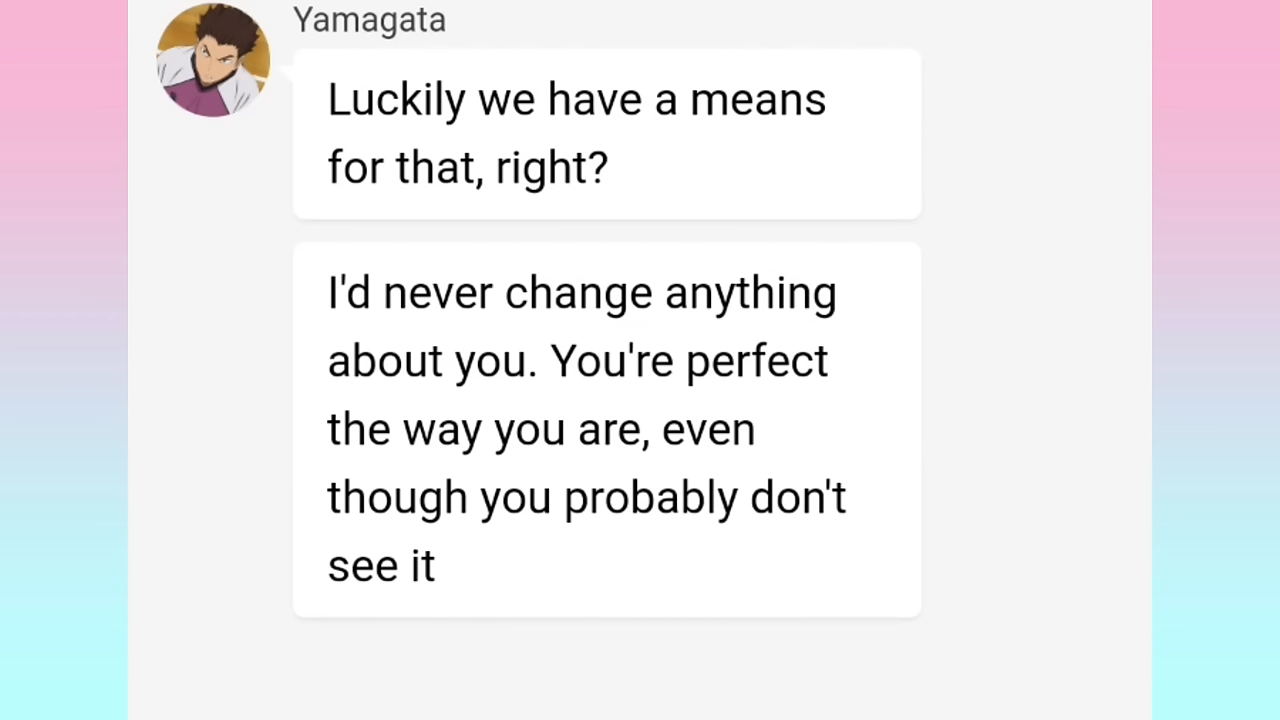 Yamagata
Luckily we have a means
for that, right?
I'd never change anything
about you. You're perfect
the way you are, even
though you probably don't
see it